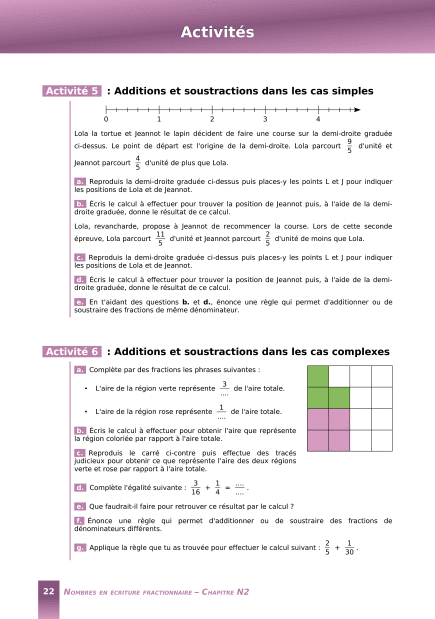 Activités
Activité 5 : Additions et soustractions dans les cas simples
0 1 2 3 4
Lola la tortue et Jeannot le lapin décident de faire une course sur la demi-droite graduée
ci-dessus. Le point de départ est l'origine de la demi-droite. Lola parcourt 9/5 d'unité et
Jeannot parcourt 4/5 d'unité de plus que Lola.
a. Reproduis la demi-droite graduée ci-dessus puis places-y les points L et J pour indiquer
les positions de Lola et de Jeannot.
b. Écris le calcul à effectuer pour trouver la position de Jeannot puis, à l'aide de la demi-
droite graduée, donne le résultat de ce calcul.
Lola, revancharde, propose à Jeannot de recommencer la course. Lors de cette seconde
épreuve, Lola parcourt 11/5 d'unité et Jeannot parcourt 2/5 d'unité de moins que Lola.
c. Reproduis la demi-droite graduée ci-dessus puis places-y les points L et J pour indiquer
les positions de Lola et de Jeannot.
d. Écris le calcul à effectuer pour trouver la position de Jeannot puis, à l'aide de la demi-
droite graduée, donne le résultat de ce calcul.
e. En t'aidant des questions b. et d., énonce une règle qui permet d'additionner ou de
soustraire des fractions de même dénominateur.
Activité 6 : Additions et soustractions dans les cas complexes
a. Complète par des fractions les phrases suivantes :
• L'aire de la région verte représente 3/.... de l'aire totale.
• L'aire de la région rose représente 1/.... de l'aire totale.
b. Écris le calcul à effectuer pour obtenir l'aire que représente
la région coloriée par rapport à l'aire totale.
c. Reproduis le carré ci-contre puis effectue des tracés
judicieux pour obtenir ce que représente l'aire des deux régions
verte et rose par rapport à l'aire totale.
d. Complète l'égalité suivante : 3/16 + 1/4 = ..../.... .
e. Que faudrait-il faire pour retrouver ce résultat par le calcul ?
f. Énonce une règle qui permet d'additionner ou de soustraire des fractions de
dénominateurs différents.
g. Applique la règle que tu as trouvée pour effectuer le calcul suivant : 2/5 + 1/30 .
22 Nombres en écriture fractionnaire – Chapitre N2